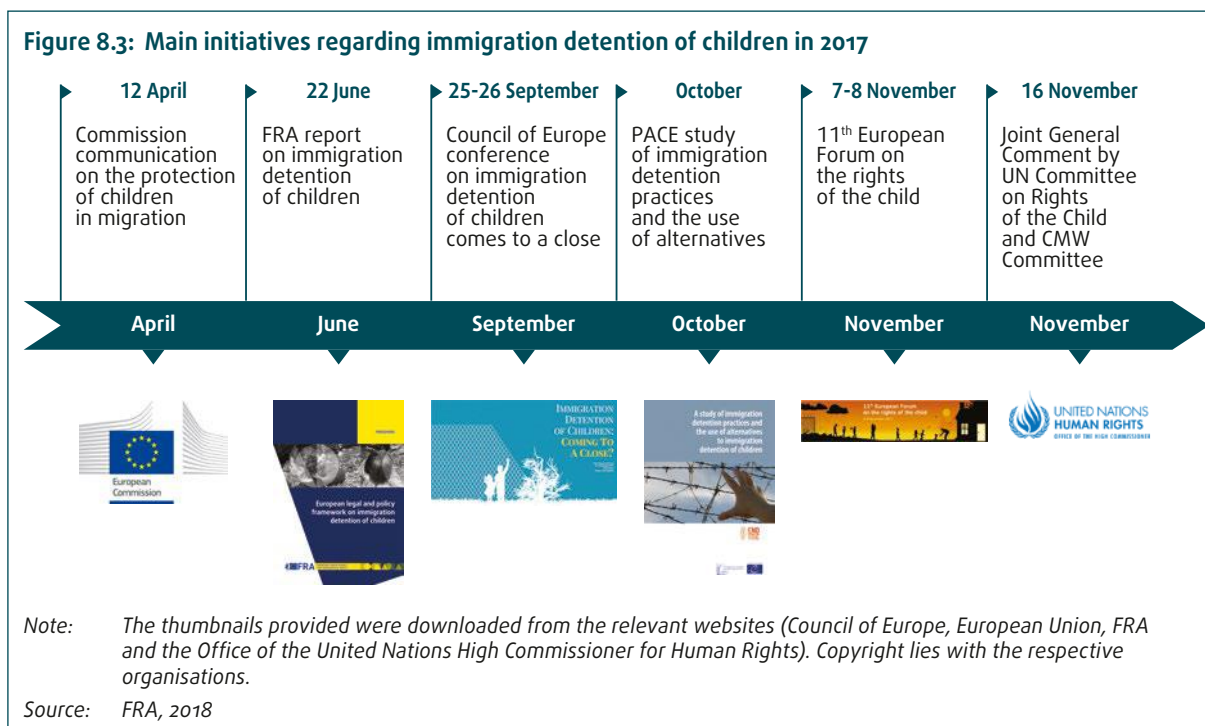 Figure 8.3: Main initiatives regarding immigration detention of children in 2017
12 April
Commission
communication
on the protection
of children
in migration
22 June
FRA report
on immigration
detention
of children
25-26 September
Council of Europe
conference
on immigration
detention
of children
comes to a close
October
PACE study
of immigration
detention
practices
and the use
of alternatives
7-8 November
11th European
Forum on
the rights
of the child
16 November
Joint General
Comment by
UN Committee
on Rights
of the Child
and CMW
Committee
April
June
September
October
November
November
European
Commission
European legal and policy
framework on immigration
detention of children
FRA
IMMIGRATION
DETENTION
OF CHILDREN:
COMING TO
A CLOSE?
A study of immigration
detention practices and
the use of alternatives
to immigration
detention of children
11th European Forum
on the rights of the child
UNITED NATIONS
HUMAN RIGHTS
OFFICE OF THE HIGH COMMISSIONER
Note: The thumbnails provided were downloaded from the relevant websites (Council of Europe, European Union, FRA
and the Office of the United Nations High Commissioner for Human Rights). Copyright lies with the respective
organisations.
Source: FRA, 2018